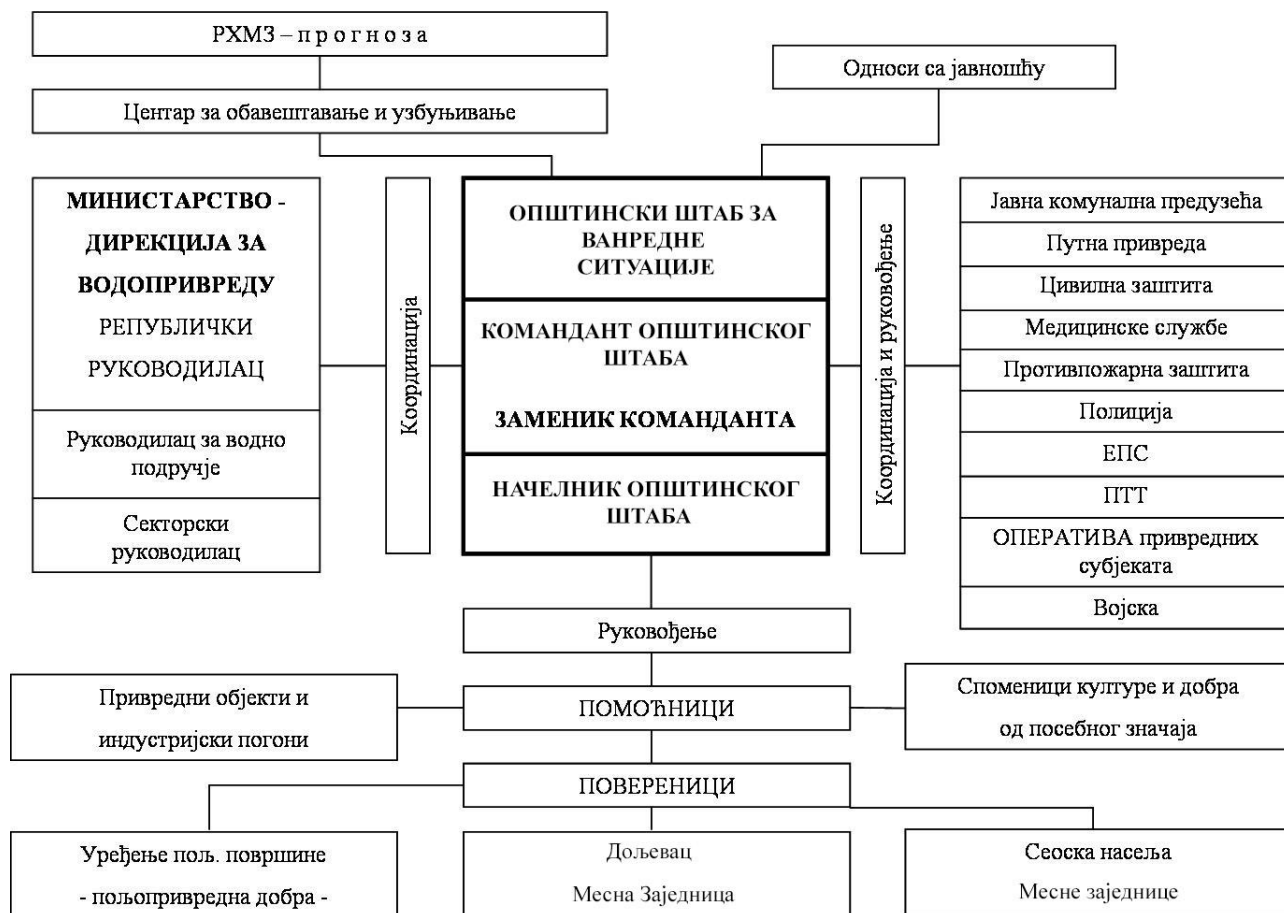 РХМЗ – п р о г н о з а
Односи са јавношћу
Центар за обавештавање и узбуњивање
МИНИСТАРСТВО -
ДИРЕКЦИЈА ЗА
ВОДОПРИВРЕДУ
РЕПУБЛИЧКИ
РУКОВОДИЛАЦ
Руководилац за водно
подручје
Секторски
руководилац
Координација
ОПШТИНСКИ ШТАБ ЗА
ВАНРЕДНЕ
СИТУАЦИЈЕ
КОМАНДАНТ ОПШТИНСКОГ
ШТАБА
ЗАМЕНИК КОМАНДАНТА
НАЧЕЛНИК ОПШТИНСКОГ
ШТАБА
Координација и руковођење
Јавна комунална предузећа
Путна привреда
Цивилна заштита
Медицинске службе
Противпожарна заштита
Полиција
ЕПС
ПТТ
ОПЕРАТИВА привредних
субјеката
Војска
Руковођење
Привредни објекти и
индустријски погони
ПОМОЋНИЦИ
Споменици културе и добра
од посебног значаја
ПОВЕРЕНИЦИ
Уређење пољ. површине
- пољопривредна добра -
Дољевац
Месна Заједница
Сеоска насеља
Месне заједнице